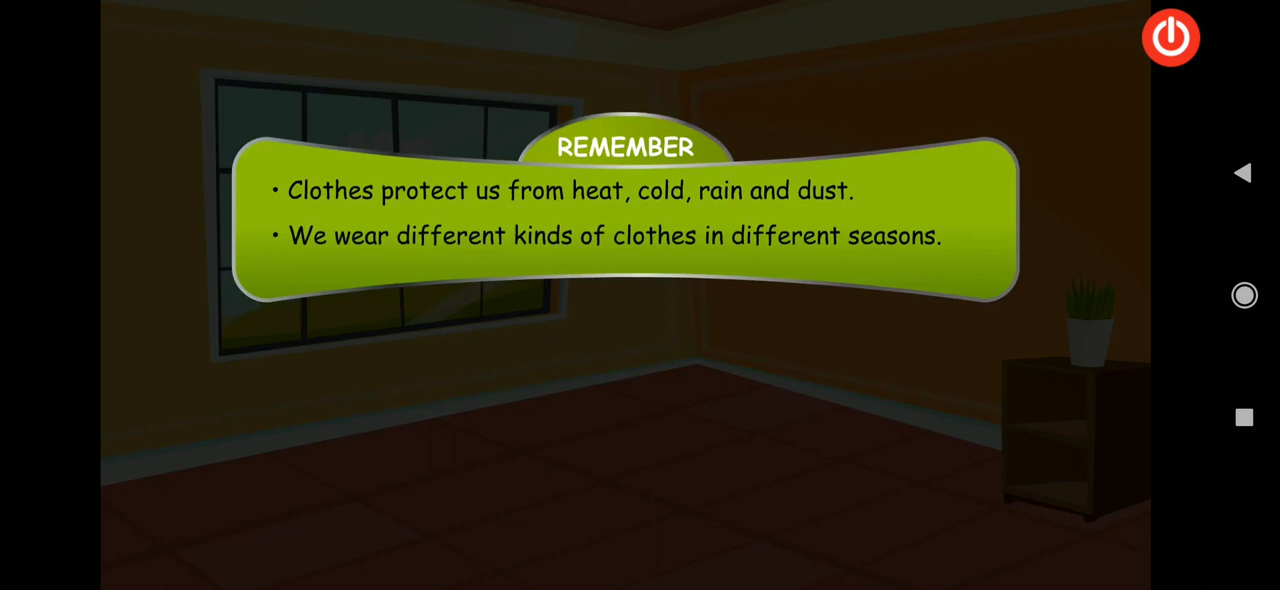 REMEMBER
• Clothes protect us from heat, cold, rain and dust.
• We wear different kinds of clothes in different seasons.